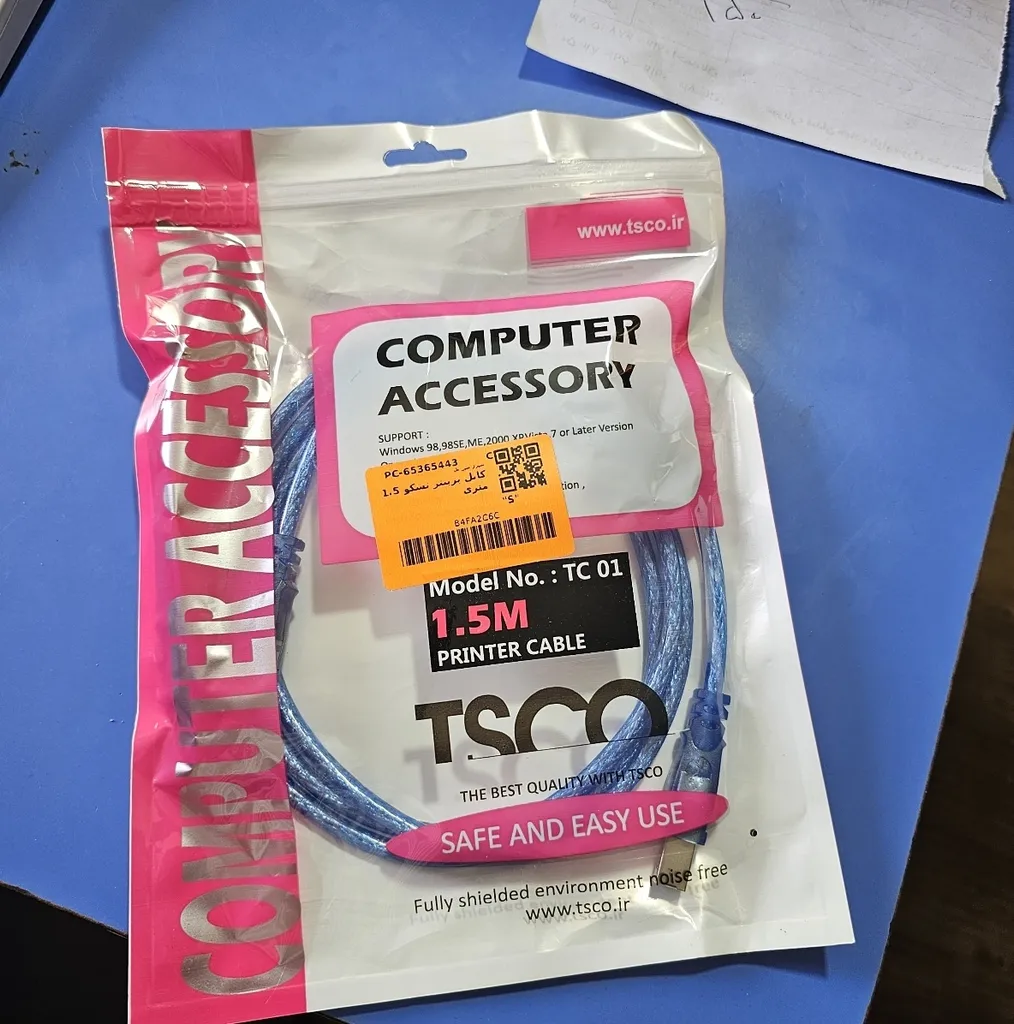 ۱۵۰
www.tsco.ir
COMPUTER ACCESSORY
COMPUTER
ACCESSORY
SUPPORT :
Windows 98,98SE,ME,2000 XP,Vista 7 or Later Version
PC-65365443
کابل پرینتر تسکو 1.5
متری
"S"
B4FA2C6C
Model No. : TC 01
1.5M
PRINTER CABLE
TSCO
THE BEST QUALITY WITH TSCO
SAFE AND EASY USE
Fully shielded environment noise free
www.tsco.ir